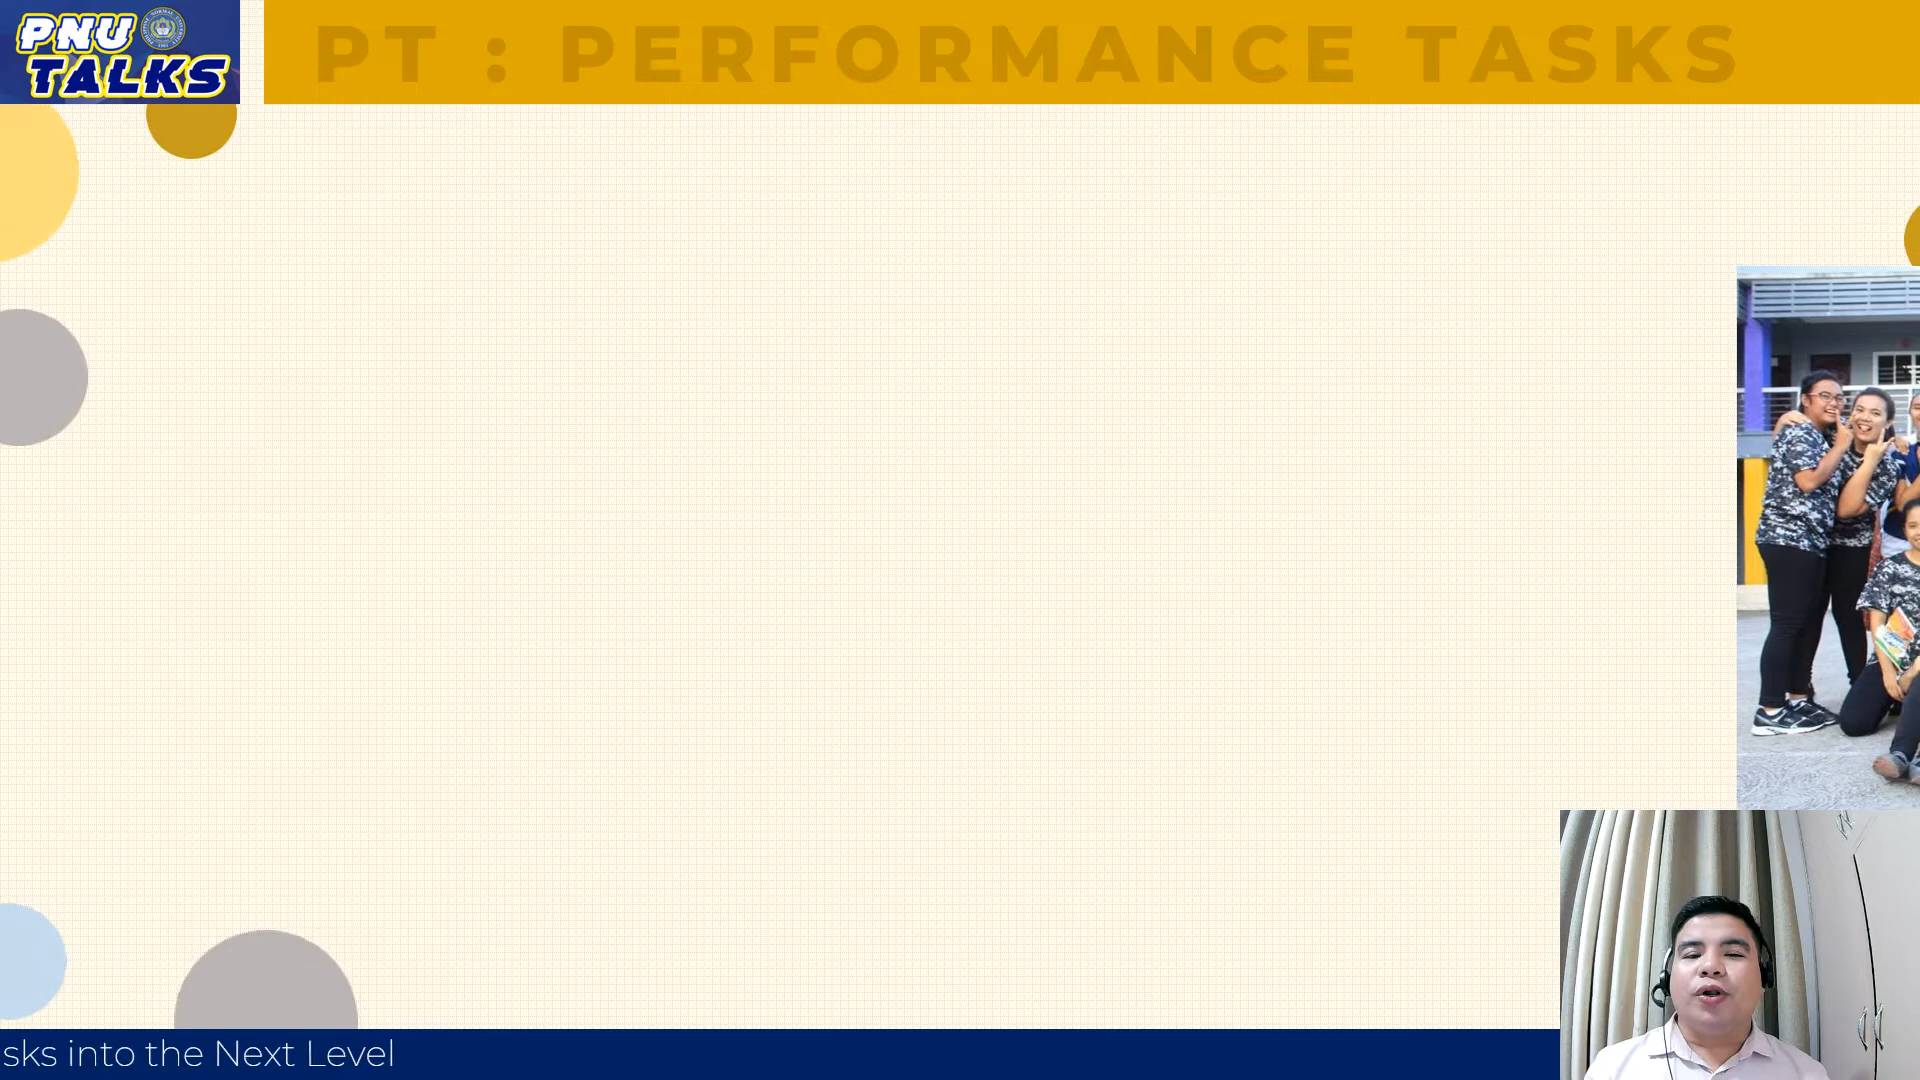 PNU
TALKS
PT : PERFORMANCE TASKS
sks into the Next Level